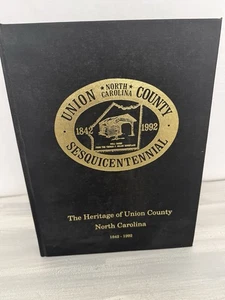 UNION COUNTY
NORTH
CAROLINA
1842
1992
SESQUICENTENNIAL
The Heritage of Union County
North Carolina
1842 - 1992